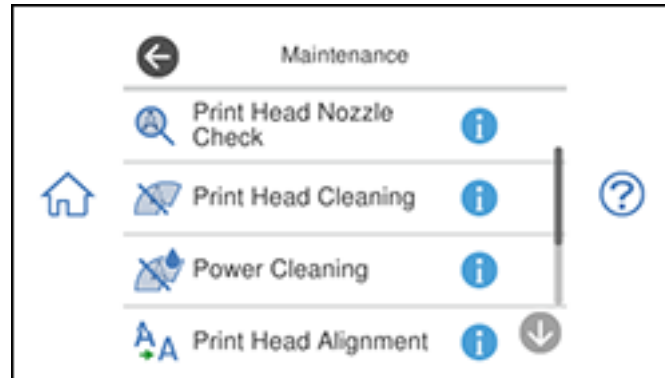 Maintenance
Print Head Nozzle
Check
Print Head Cleaning
Power Cleaning
Print Head Alignment